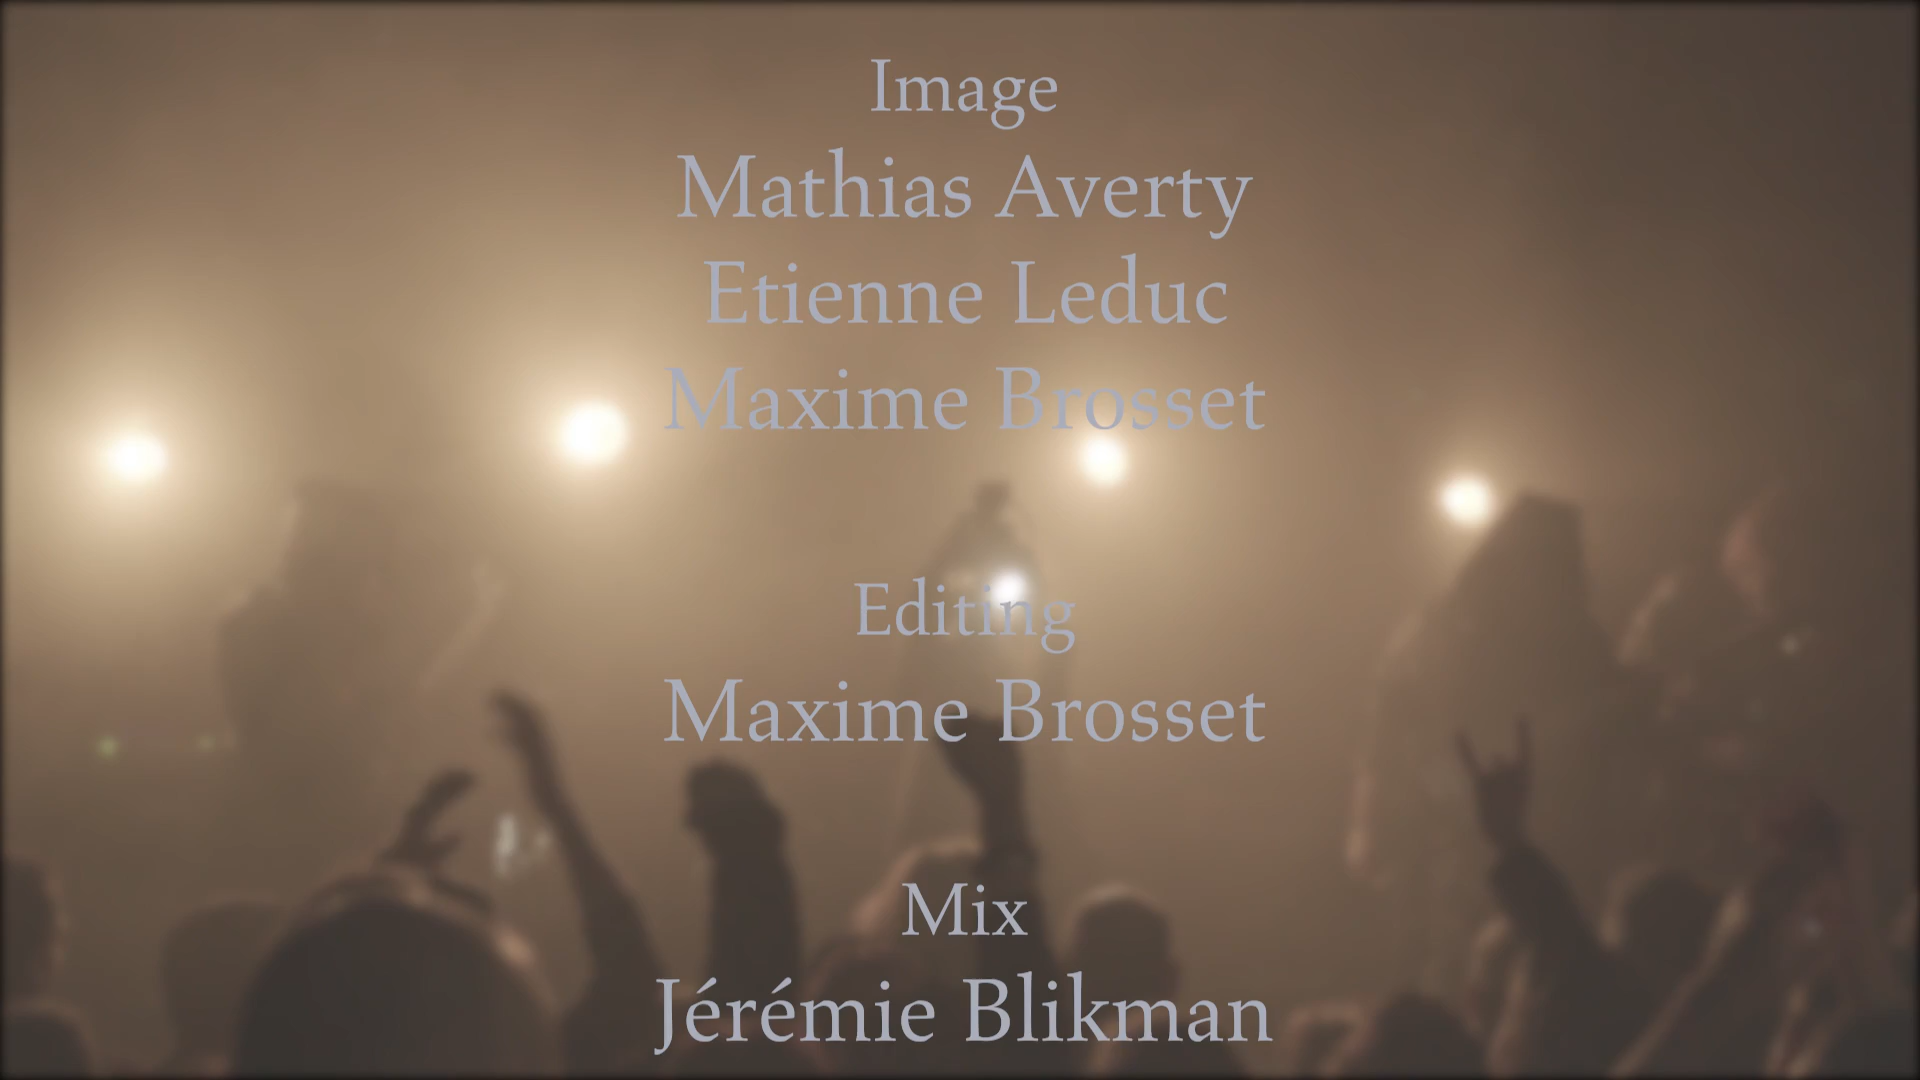 Image
Mathias Averty
Etienne Leduc
Maxime Brosset
Editing
Maxime Brosset
Mix
Jérémie Blikman